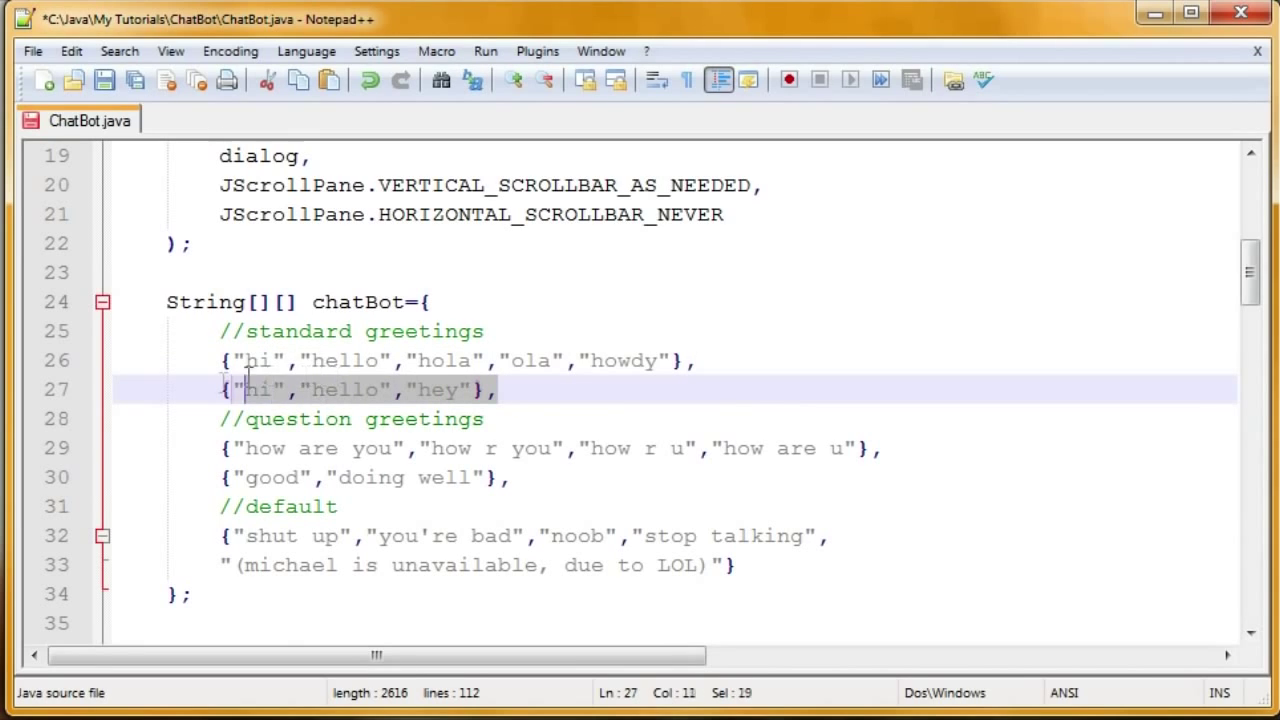 *C:\Java\My Tutorials\ChatBot\ChatBot.java - Notepad++
File Edit Search View Encoding Language Settings Macro Run Plugins Window ? X
ChatBot.java
19 dialog,
20 JScrollPane.VERTICAL_SCROLLBAR_AS_NEEDED,
21 JScrollPane.HORIZONTAL_SCROLLBAR_NEVER
22 );
23
24 String[][] chatBot={
25 //standard greetings
26 {"hi","hello","hola","ola","howdy"},
27 {"hi","hello","hey"},
28 //question greetings
29 {"how are you","how r you","how r u","how are u"},
30 {"good","doing well"},
31 //default
32 {"shut up","you're bad","noob","stop talking",
33 "(michael is unavailable, due to LOL)"}
34 };
35
Java source file length : 2616 lines : 112 Ln : 27 Col : 11 Sel : 19 Dos\Windows ANSI INS